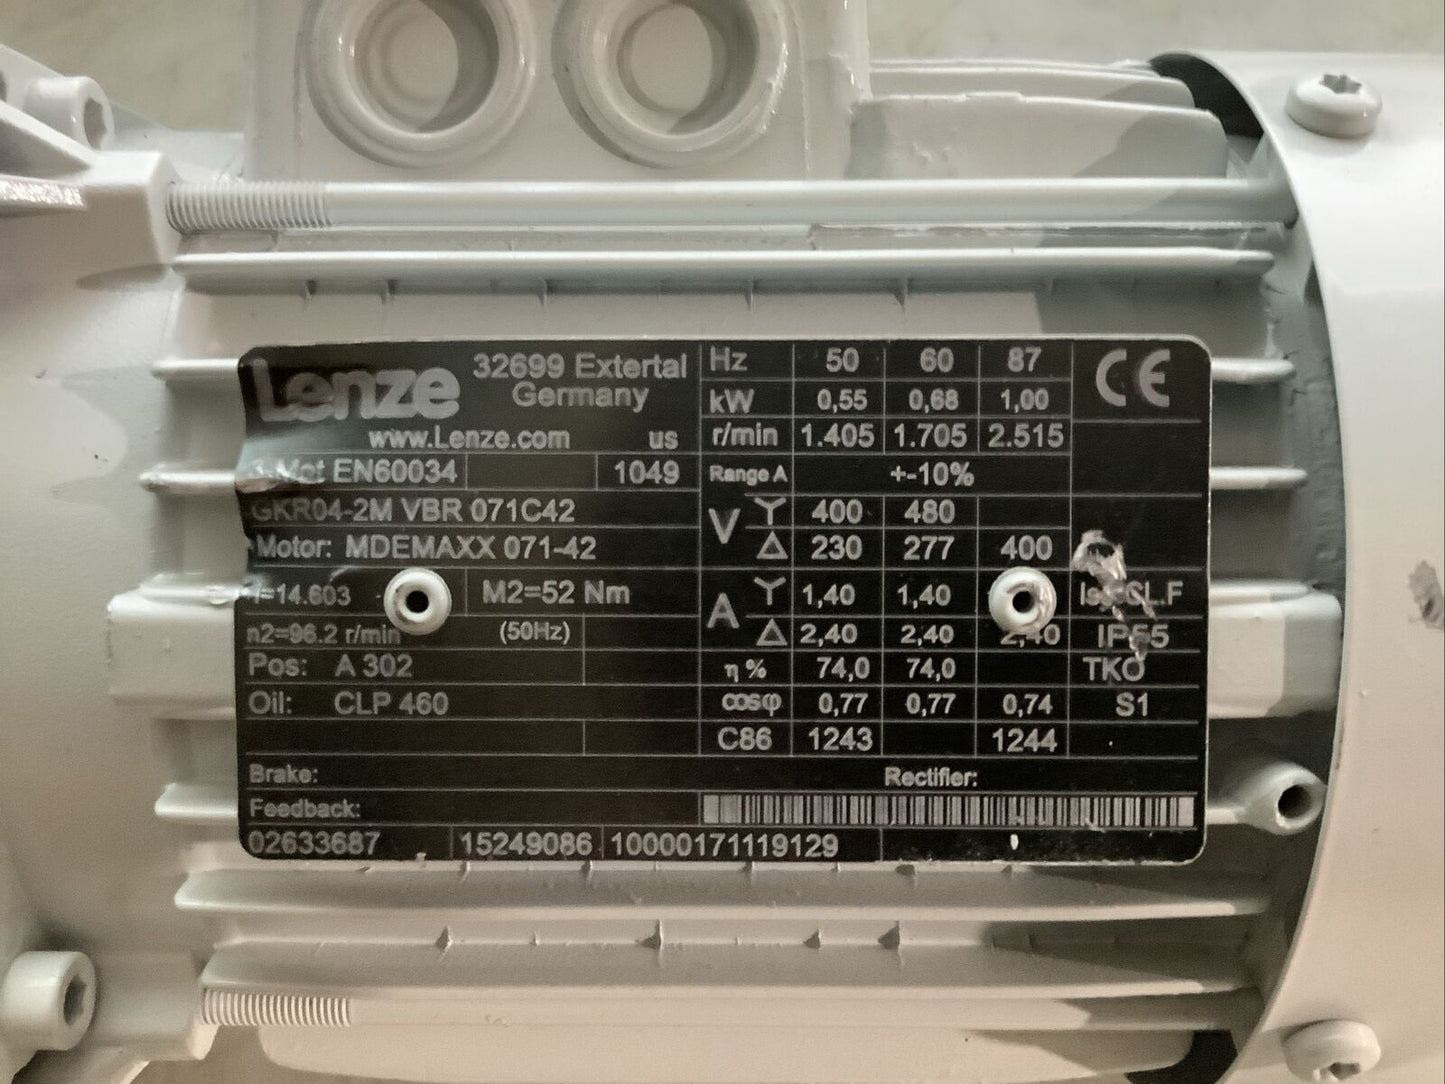 Lenze 32699 Extertal
Germany
www.Lenze.com us
EN60034 1049
GKR04-2M VBR 071C42
Motor: MDEMAXX 071-42
i=14.603 M2=52 Nm
n2=96.2 r/min (50Hz)
Pos: A 302
Oil: CLP 460
Hz 50 60 87 CE
kW 0,55 0,68 1,00
r/min 1.405 1.705 2.515
Range A +-10%
V Y 400 480
Δ 230 277 400
A Y 1,40 1,40 CL.F
Δ 2,40 2,40 2,40 IP55
η % 74,0 74,0 TKO
cosφ 0,77 0,77 0,74 S1
C86 1243 1244
Brake: Rectifier:
Feedback:
02633687 15249086 10000171119129